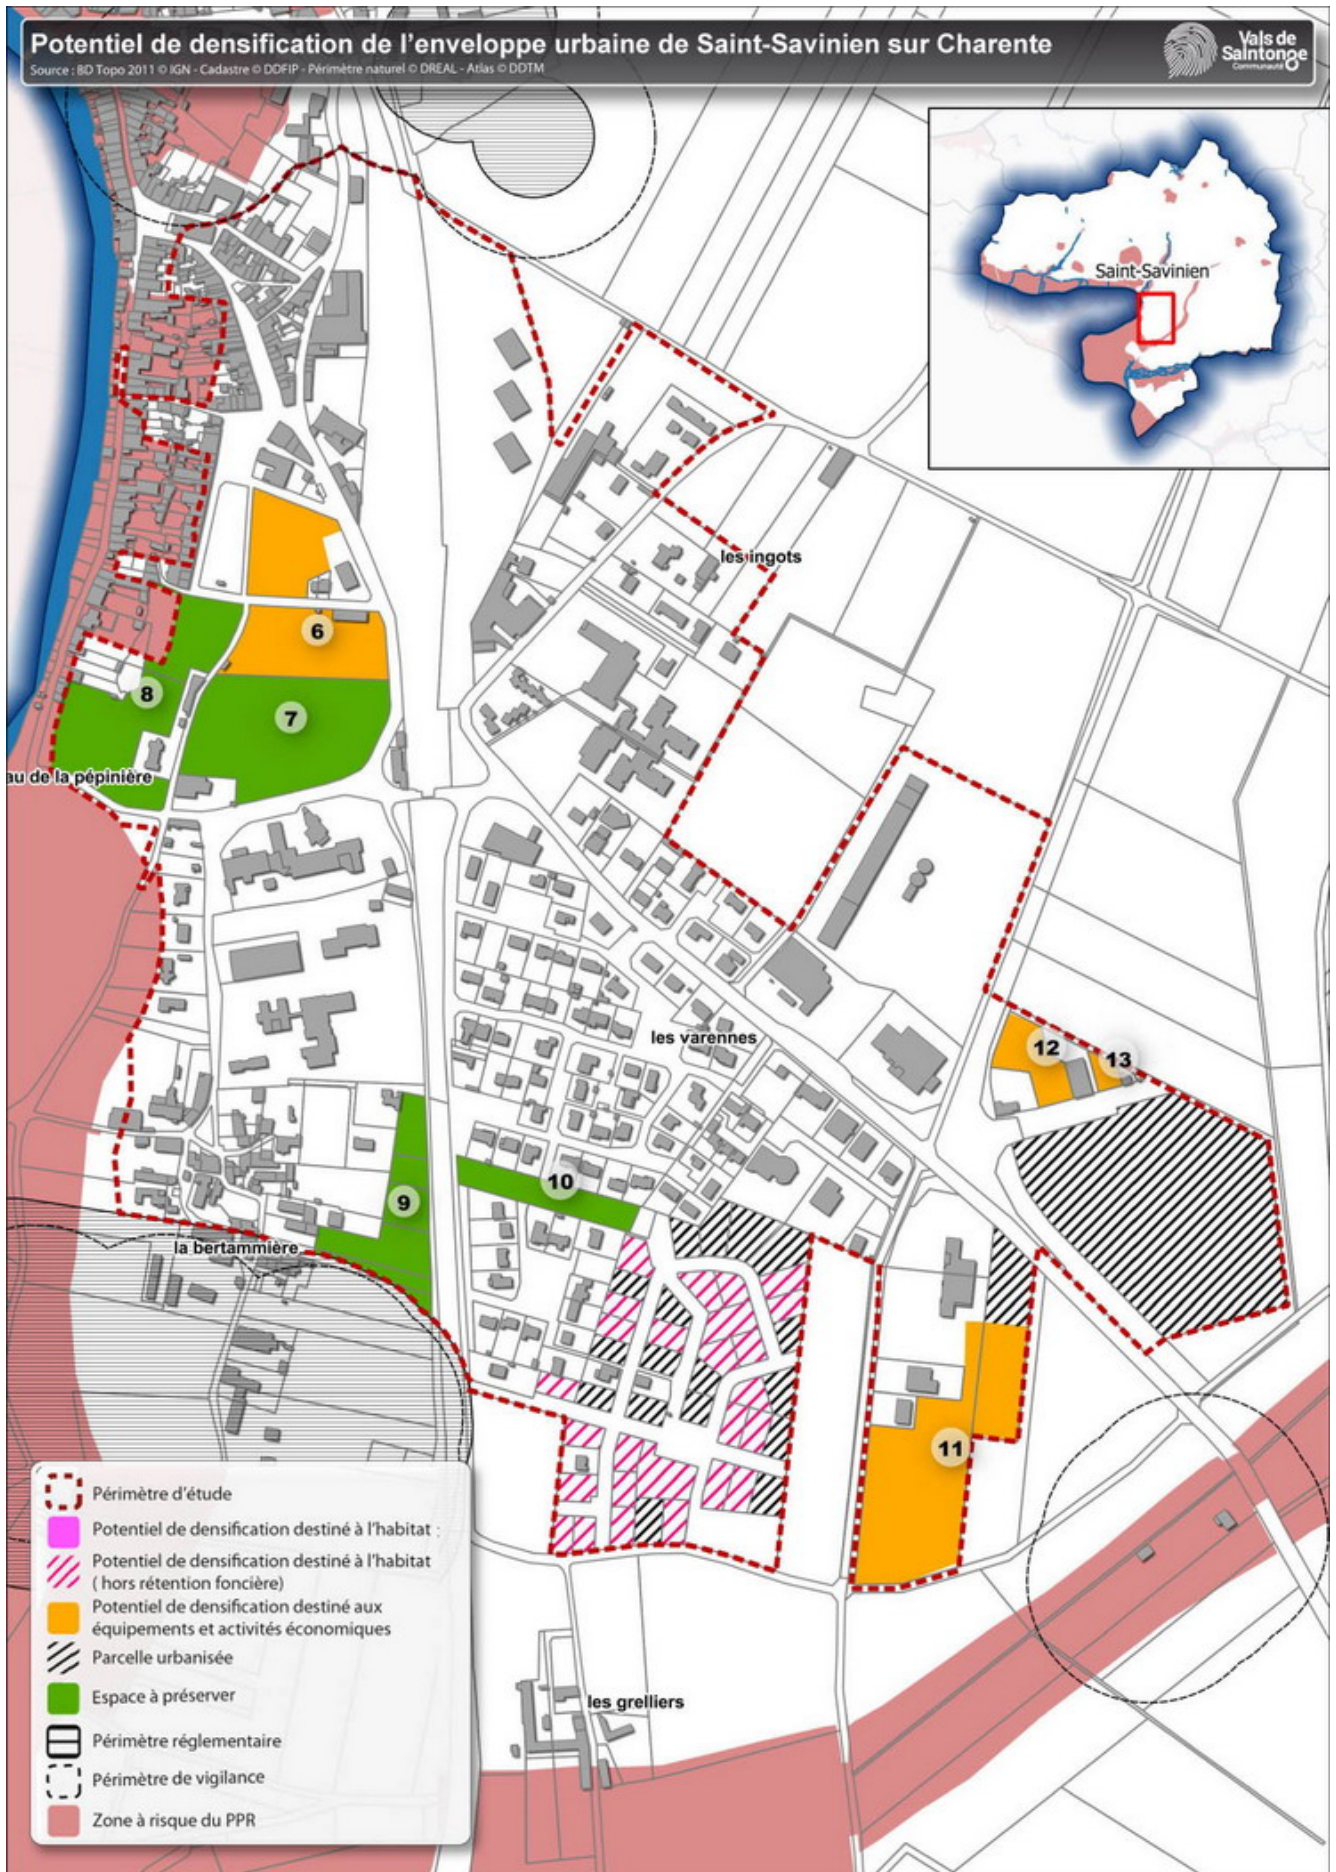 Potentiel de densification de l'enveloppe urbaine de Saint-Savinien sur Charente
Source : BD Topo 2011 © IGN - Cadastre © DDFIP - Périmètre naturel © DREAL - Atlas © DDTM
Vals de
Saintonge
Communauté
Saint-Savinien
les ingots
6
8
7
au de la pépinière
les varennes
12
13
10
9
la bertammière
11
Périmètre d'étude
Potentiel de densification destiné à l'habitat :
Potentiel de densification destiné à l'habitat
( hors rétention foncière)
Potentiel de densification destiné aux
équipements et activités économiques
Parcelle urbanisée
Espace à préserver
Périmètre réglementaire
Périmètre de vigilance
Zone à risque du PPR
les grelliers